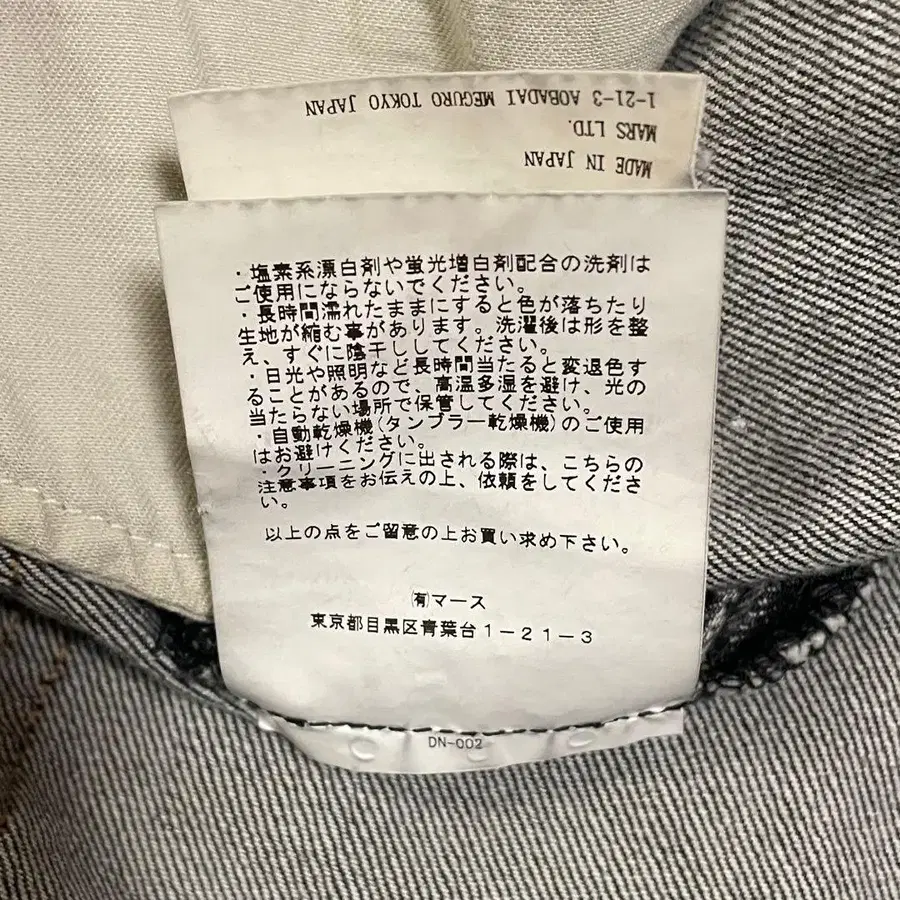 1-21-3 AOBADAI MEGURO TOKYO JAPAN
MARS LTD.
MADE IN JAPAN
・塩素系漂白剤や蛍光増白剤配合の洗剤は
ご使用にならないでください。
・長時間濡れたままにすると色が落ちたり
生地が縮む事があります。洗濯後は形を整
え、すぐに陰干ししてください。
・日光や照明など長時間当たると変退色す
ることがあるので、高温多湿を避け、光の
当たらない場所で保管してください。
・自動乾燥機(タンブラー乾燥機)のご使用
はお避けください。
・クリーニングに出される際は、こちらの
注意事項をお伝えの上、依頼をしてくださ
い。
以上の点をご留意の上お買い求め下さい。
㈲マース
東京都目黒区青葉台1-21-3
DN-002